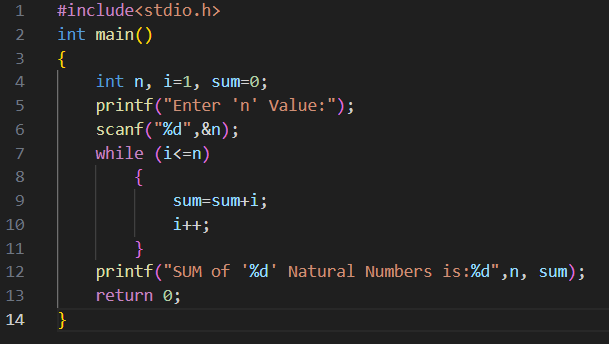 1 #include<stdio.h>
2 int main()
3 {
4 int n, i=1, sum=0;
5 printf("Enter 'n' Value:");
6 scanf("%d",&n);
7 while (i<=n)
8 {
9 sum=sum+i;
10 i++;
11 }
12 printf("SUM of '%d' Natural Numbers is:%d",n, sum);
13 return 0;
14 }